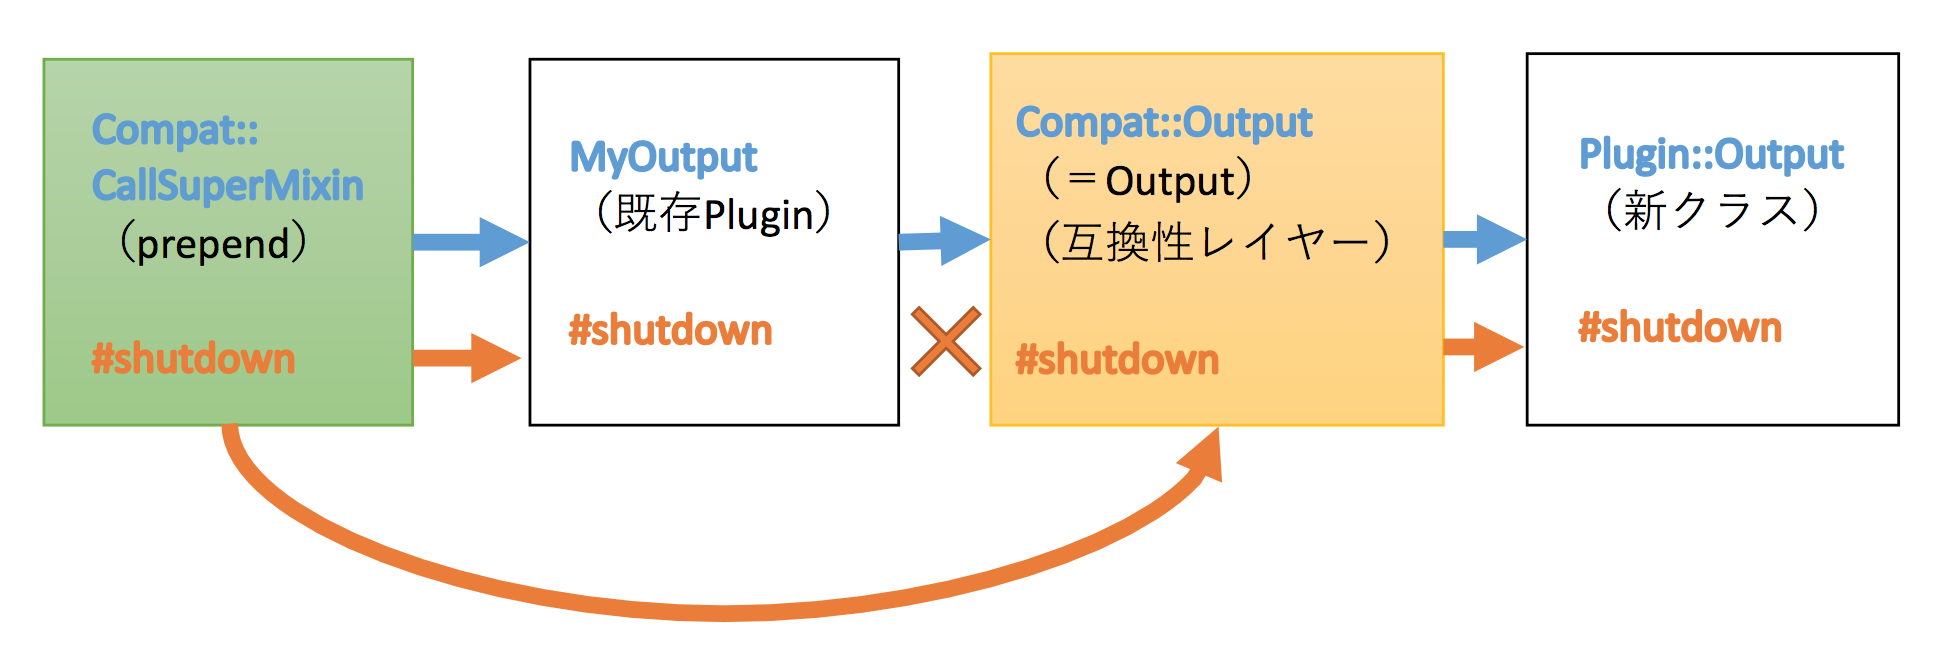 Compat::
CallSuperMixin
（prepend）
#shutdown
MyOutput
（既存Plugin）
#shutdown
Compat::Output
（＝Output）
（互換性レイヤー）
#shutdown
Plugin::Output
（新クラス）
#shutdown